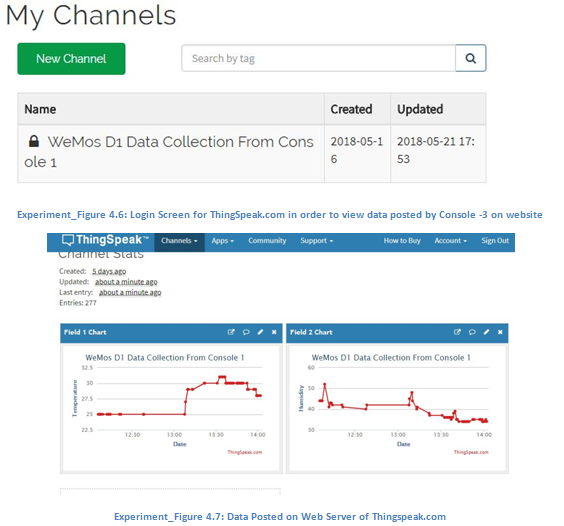 My Channels
New Channel
Search by tag
Name Created Updated
WeMos D1 Data Collection From Cons 2018-05-1 2018-05-21 17:
ole 1 6 53
Experiment_Figure 4.6: Login Screen for ThingSpeak.com in order to view data posted by Console -3 on website
ThingSpeak™ Channels Apps Community Support How to Buy Account Sign Out
Channel Stats
Created: 5 days ago
Updated: about a minute ago
Last entry: about a minute ago
Entries: 277
Field 1 Chart
WeMos D1 Data Collection From Console 1
32.5
30
27.5
25
22.5
Temperature
12:30 13:00 13:30 14:00
Date
ThingSpeak.com
Field 2 Chart
WeMos D1 Data Collection From Console 1
60
50
40
30
Humidity
12:30 13:00 13:30 14:00
Date
ThingSpeak.com
Experiment_Figure 4.7: Data Posted on Web Server of Thingspeak.com